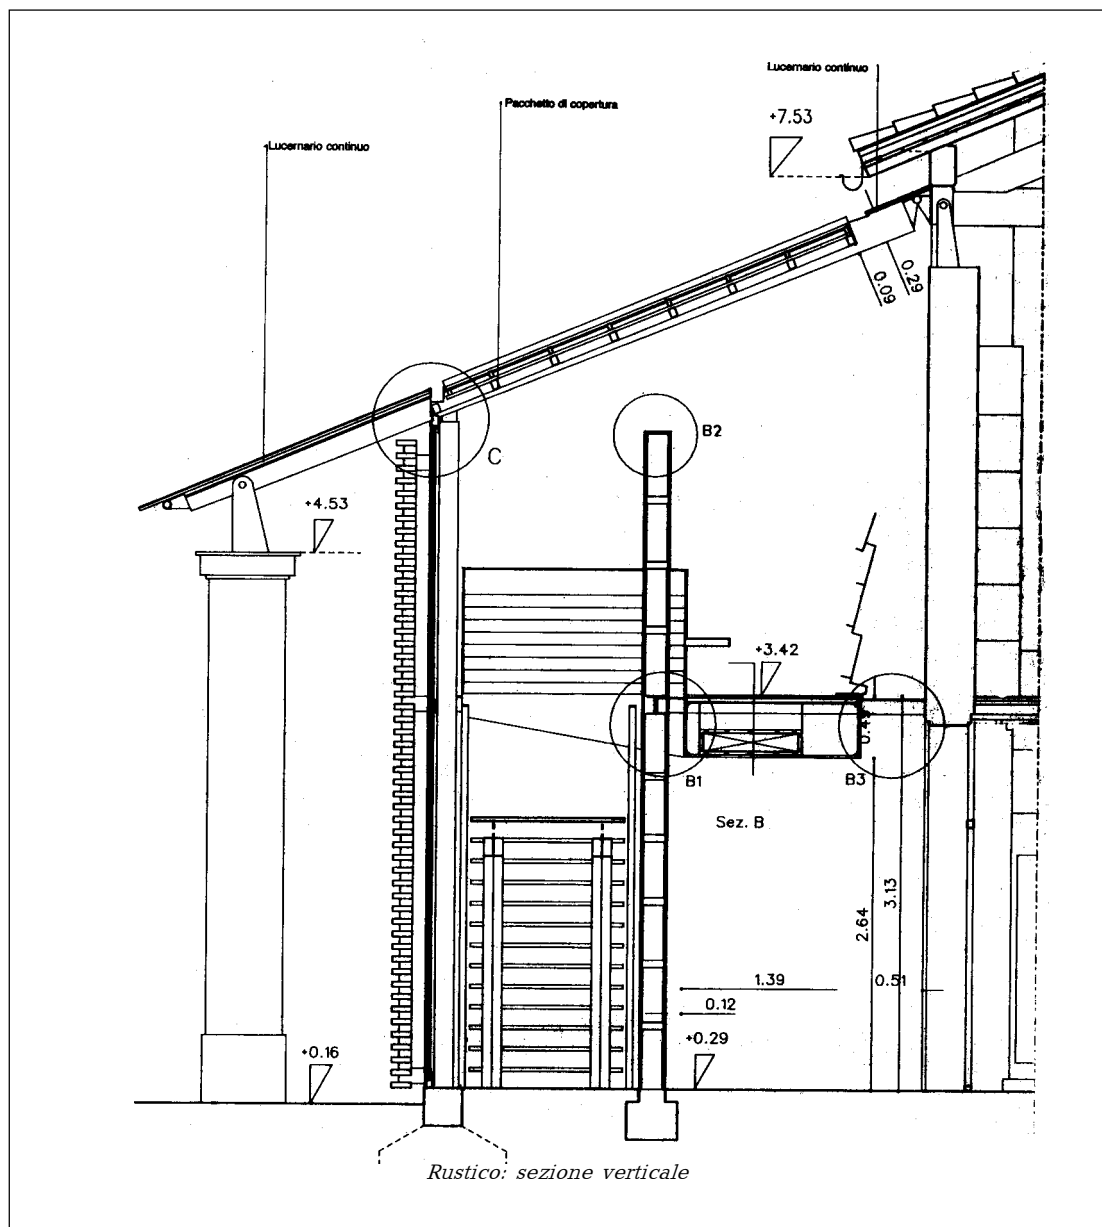 Lucernario continuo
+7.53
Pacchetto di copertura
Lucernario continuo
0.29
0.09
B2
C
+4.53
+3.42
0.49
B1
B3
Sez. B
3.13
2.64
1.39
0.51
0.12
+0.29
+0.16
Rustico: sezione verticale